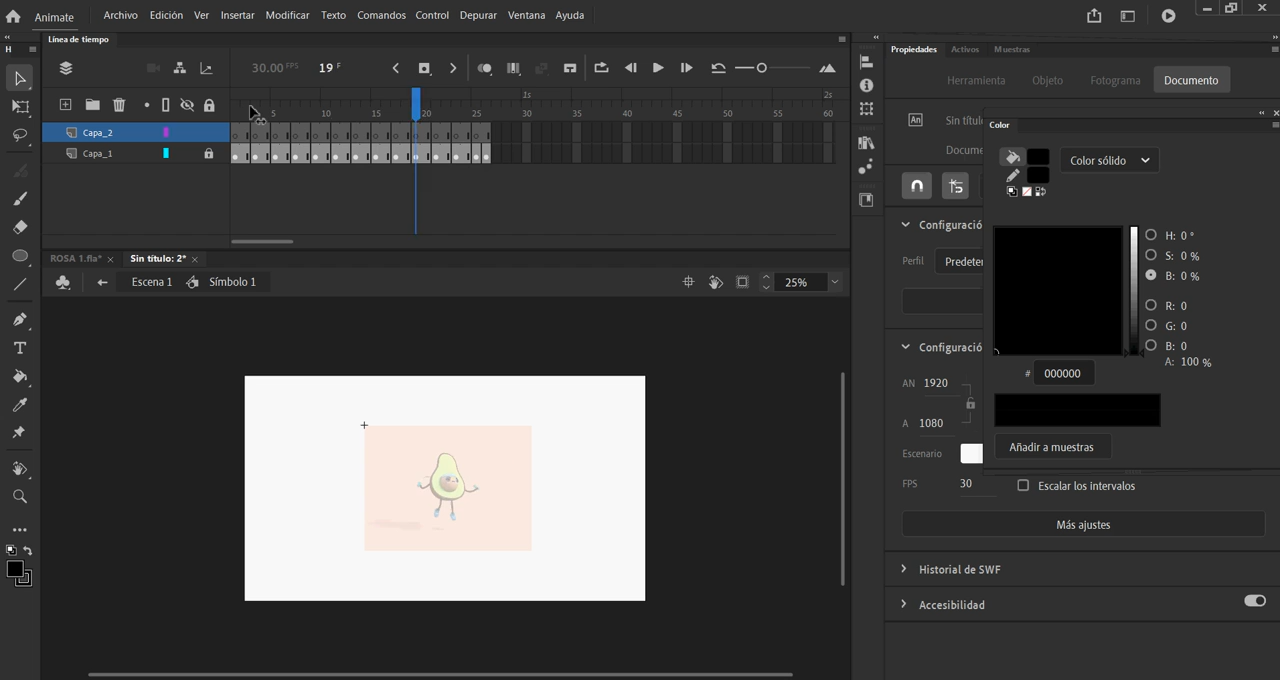 Animate
Archivo Edición Ver Insertar Modificar Texto Comandos Control Depurar Ventana Ayuda
H
Línea de tiempo
30.00 FPS 19 F
1s 2s
5 10 15 20 25 30 35 40 45 50 55 60
Capa_2
Capa_1
ROSA 1.fla* × Sin título: 2* ×
Escena 1 Símbolo 1 25%
Propiedades Activos Muestras
Herramienta Objeto Fotograma Documento
An Sin títu
Docume
Configuració
Perfil Predeter
Configuració
AN 1920
A 1080
Escenario
FPS 30 Escalar los intervalos
Más ajustes
Historial de SWF
Accesibilidad
Color
Color sólido
H: 0 °
S: 0 %
B: 0 %
R: 0
G: 0
B: 0
A: 100 %
# 000000
Añadir a muestras